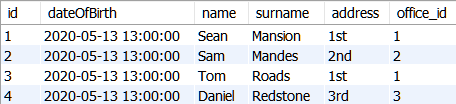 id dateOfBirth name surname address office_id
1 2020-05-13 13:00:00 Sean Mansion 1st 1
2 2020-05-13 13:00:00 Sam Mandes 2nd 2
3 2020-05-13 13:00:00 Tom Roads 1st 1
4 2020-05-13 13:00:00 Daniel Redstone 3rd 3